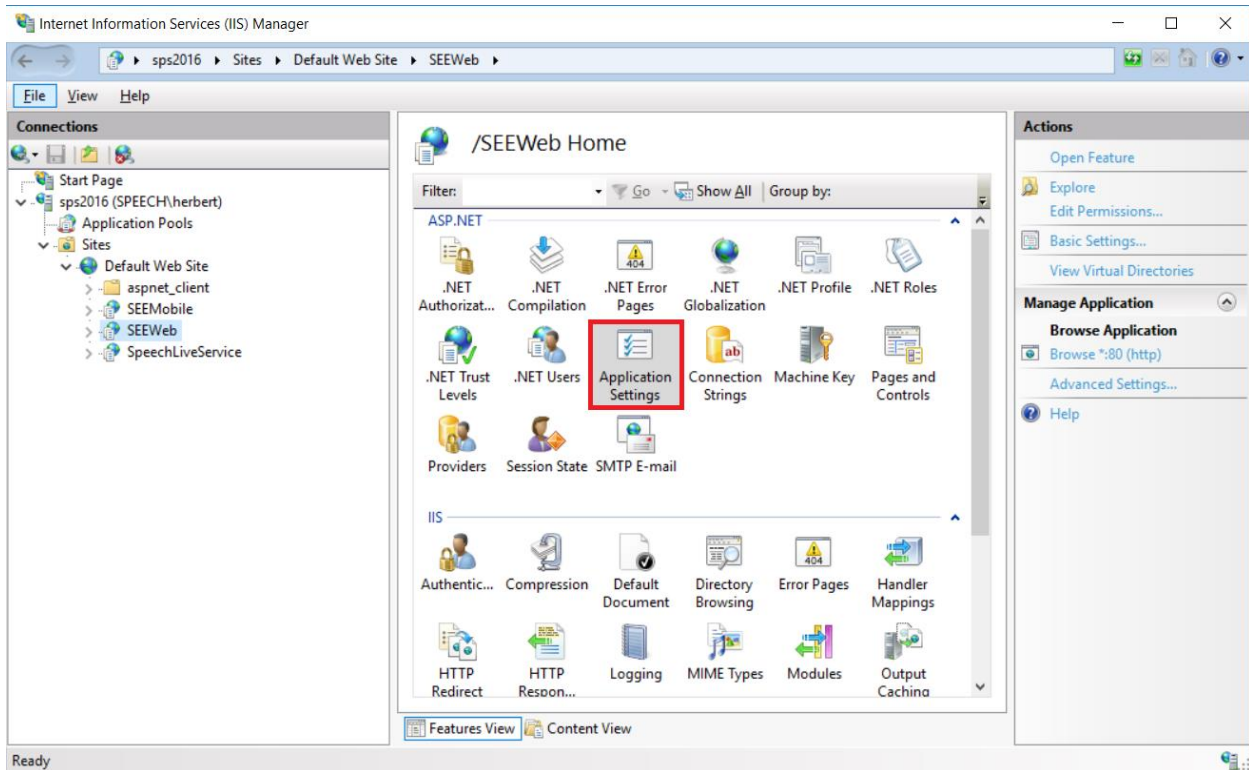 Internet Information Services (IIS) Manager
sps2016 Sites Default Web Site SEEWeb
File View Help
Connections
Start Page
sps2016 (SPEECH\herbert)
Application Pools
Sites
Default Web Site
aspnet_client
SEEMobile
SEEWeb
SpeechLiveService
/SEEWeb Home
Filter: Go Show All Group by:
ASP.NET
.NET Authorizat...
.NET Compilation
404
.NET Error Pages
.NET Globalization
.NET Profile
.NET Roles
.NET Trust Levels
.NET Users
Application Settings
ab
Connection Strings
Machine Key
Pages and Controls
Providers
Session State
SMTP E-mail
IIS
Authentic...
Compression
Default Document
Directory Browsing
404
Error Pages
Handler Mappings
HTTP Redirect
HTTP Respon...
Logging
MIME Types
Modules
Output Caching
Features View Content View
Actions
Open Feature
Explore
Edit Permissions...
Basic Settings...
View Virtual Directories
Manage Application
Browse Application
Browse *:80 (http)
Advanced Settings...
Help
Ready